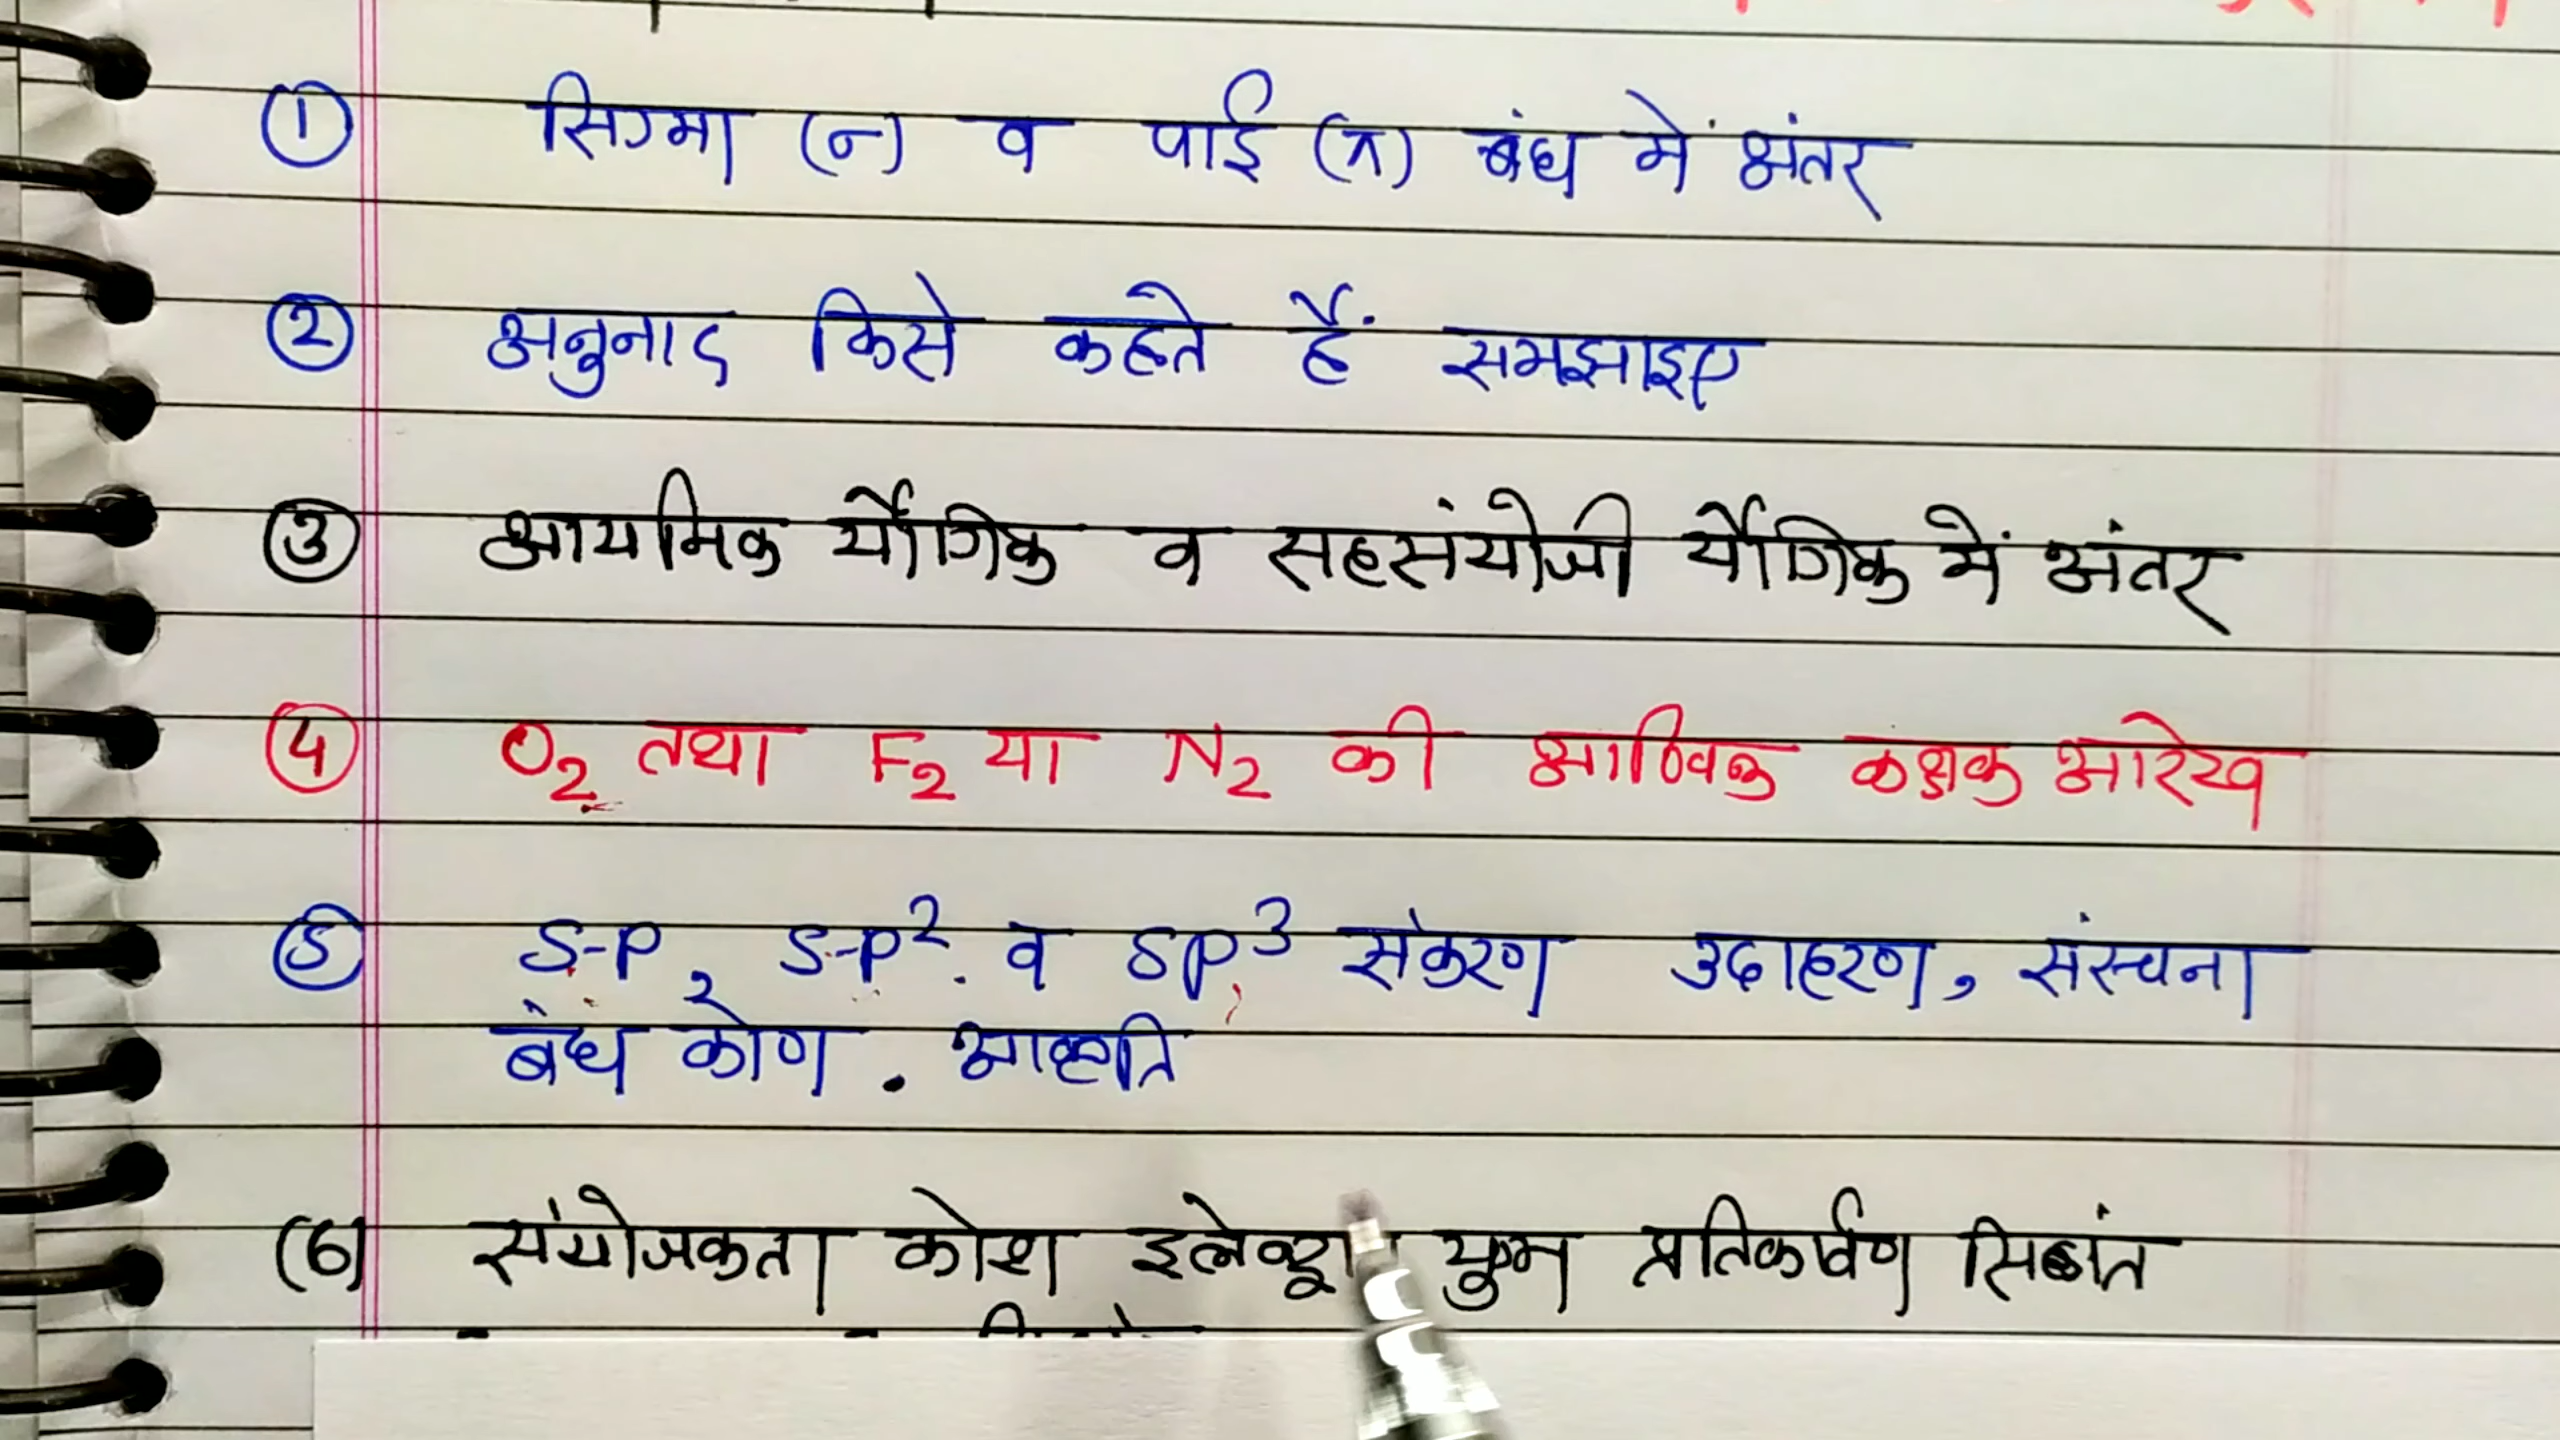 ① सिग्मा (σ) व पाई (π) बंध में अंतर
② अनुनाद किसे कहते हैं समझाइए
③ आयनिक यौगिक व सहसंयोजी यौगिक में अंतर
④ O₂ तथा F₂ या N₂ की आण्विक कक्षक आरेख
⑤ S-P, S-P² व SP³ संकरण उदाहरण, संरचना
बंध कोण . आकृति
(6) संयोजकता कोश इलेक्ट्रान युग्म प्रतिकर्षण सिद्धांत